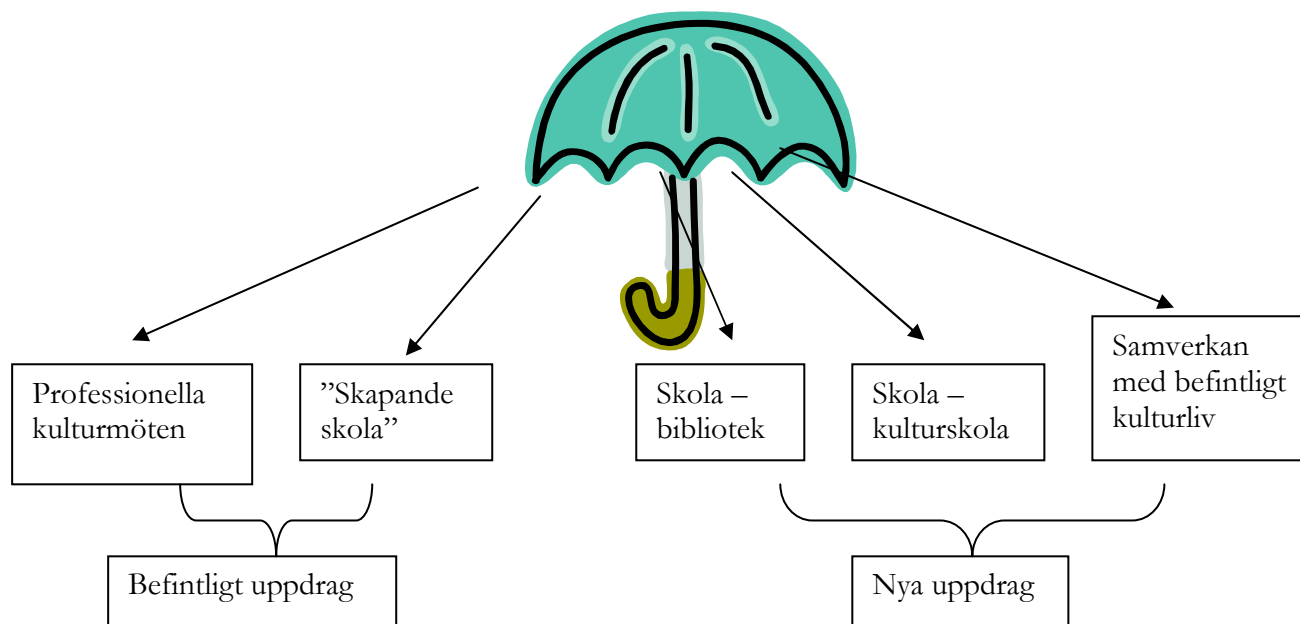 Professionella
kulturmöten
”Skapande
skola”
Skola –
bibliotek
Skola –
kulturskola
Samverkan
med befintligt
kulturliv
Befintligt uppdrag
Nya uppdrag